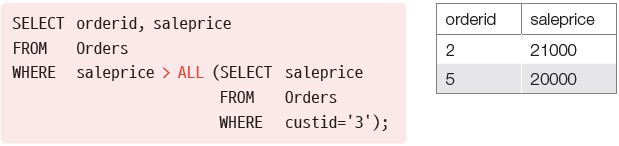 SELECT orderid, saleprice
FROM Orders
WHERE saleprice > ALL (SELECT saleprice
FROM Orders
WHERE custid='3');
orderid saleprice
2 21000
5 20000